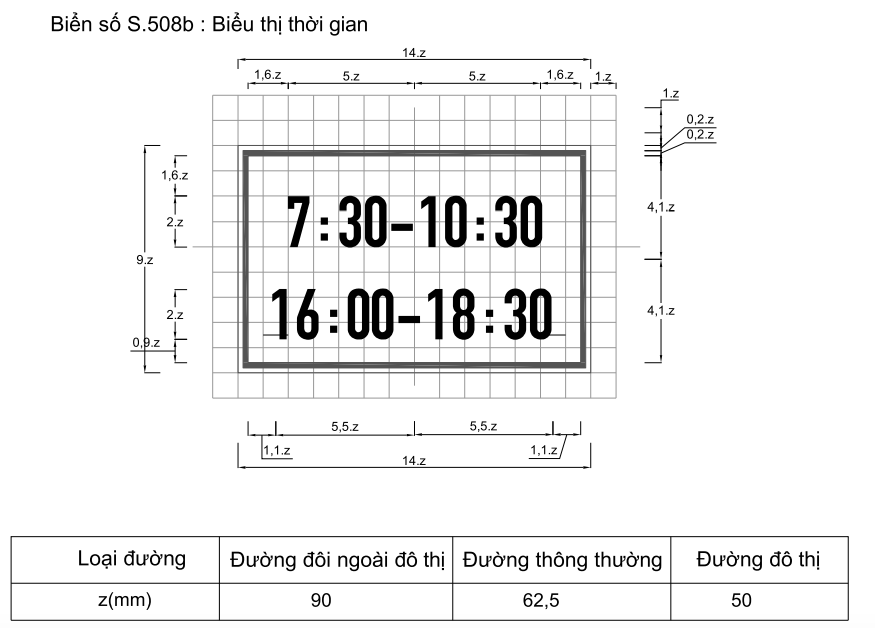 Biển số S.508b : Biểu thị thời gian
14.z
1,6.z 5.z 5.z 1,6.z 1.z
1.z
0,2.z
0,2.z
1,6.z
2.z
9.z
2.z
0,9.z
7:30-10:30
16:00-18:30
4,1.z
4,1.z
5,5.z 5,5.z
1,1.z 1,1.z
14.z
Loại đường Đường đôi ngoài đô thị Đường thông thường Đường đô thị
z(mm) 90 62,5 50